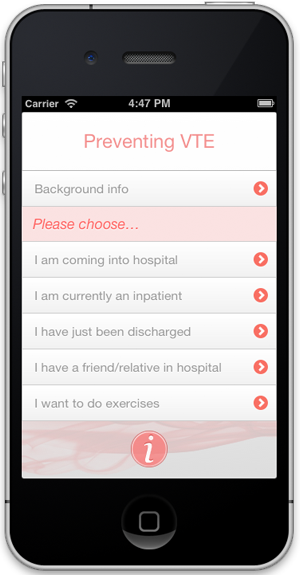 Carrier 4:47 PM
Preventing VTE
Background info
Please choose...
I am coming into hospital
I am currently an inpatient
I have just been discharged
I have a friend/relative in hospital
I want to do exercises
i